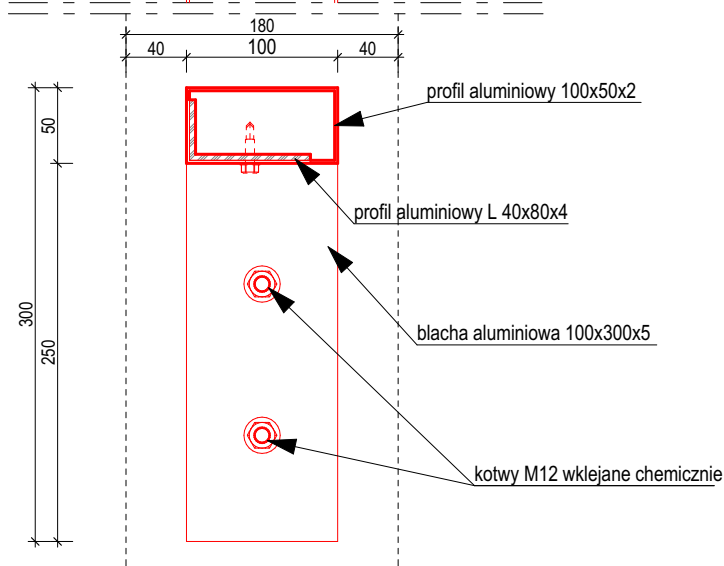 180
40 100 40
profil aluminiowy 100x50x2
50
profil aluminiowy L 40x80x4
300
250
blacha aluminiowa 100x300x5
kotwy M12 wklejane chemicznie